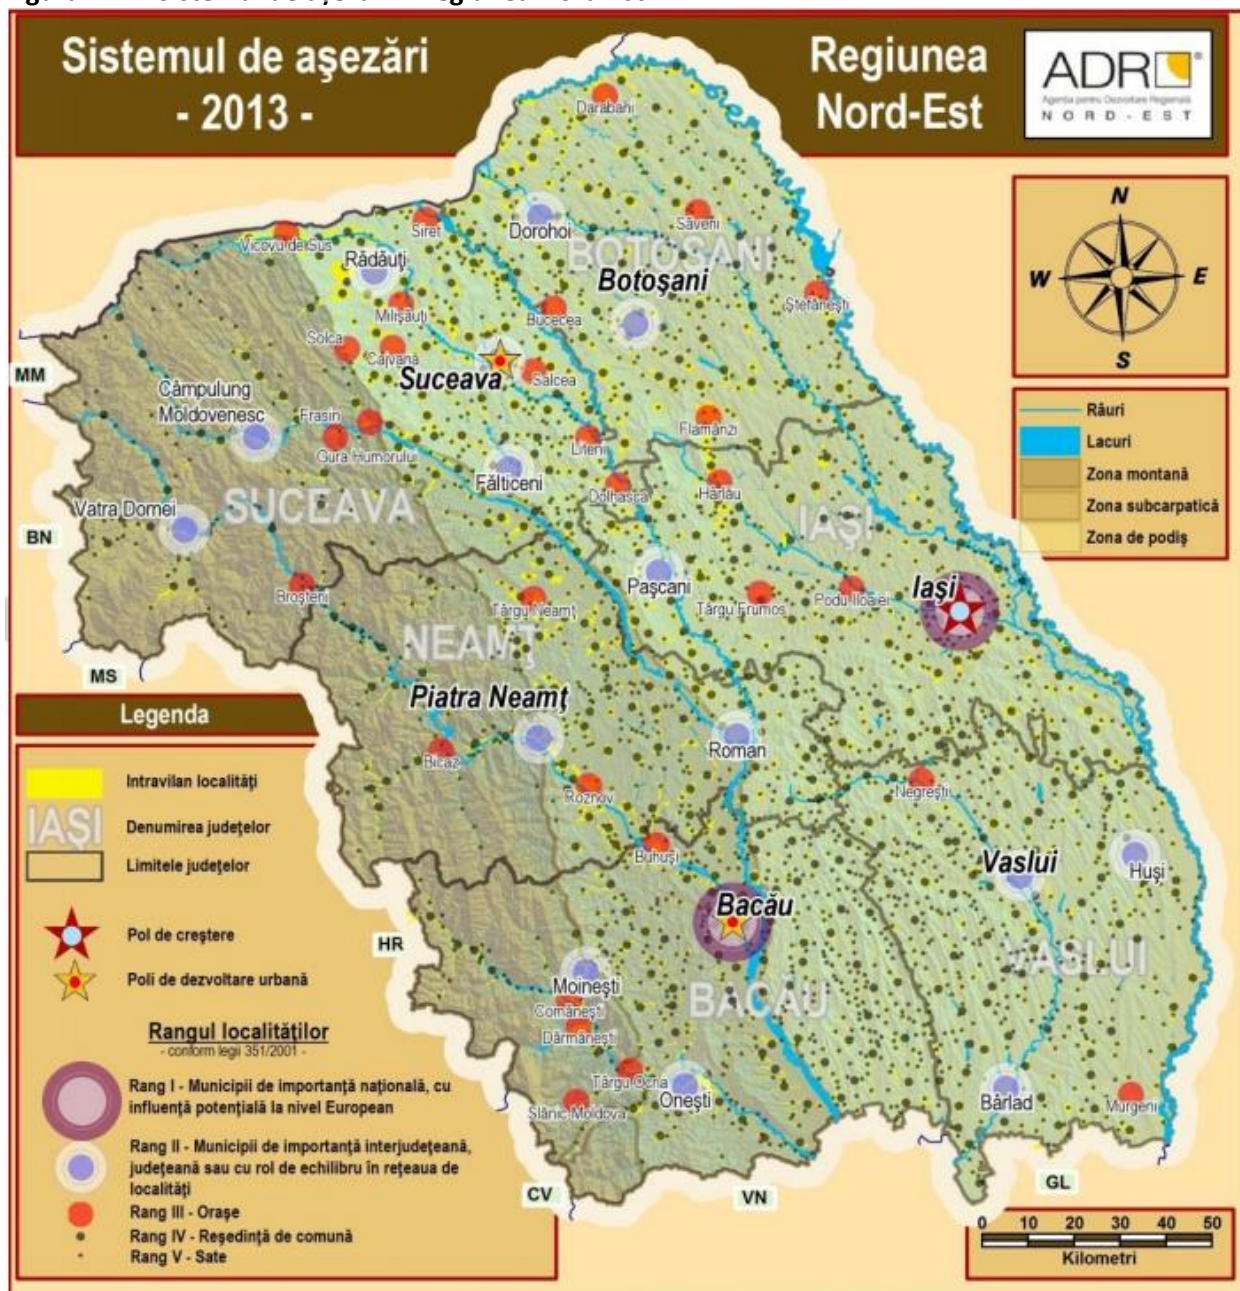 Sistemul de aşezări
- 2013 -
Regiunea
Nord-Est
ADR
Agenţia pentru Dezvoltare Regională
NORD-EST
N
W
E
S
Râuri
Lacuri
Zona montană
Zona subcarpatică
Zona de podiş
Darabani
Siret
Dorohoi
Săveni
BOTOŞANI
Vicovu de Sus
Rădăuţi
Botoşani
Milişăuţi
Bucecea
Ştefăneşti
Solca
Cajvana
Suceava
Salcea
MM
Câmpulung
Moldovenesc
Frasin
Gura Humorului
Liteni
Flamânzi
Fălticeni
Dolhasca
Hârlău
Vatra Dornei
SUCEAVA
IAŞI
BN
Paşcani
Iaşi
Broşteni
Târgu Neamţ
Târgu Frumos
Podu Iloaiei
NEAMŢ
MS
Piatra Neamţ
Roman
Bicaz
Roznov
Negreşti
Buhuşi
Vaslui
Huşi
Bacău
HR
Moineşti
VASLUI
BACĂU
Comăneşti
Dărmăneşti
Târgu Ocna
Oneşti
Slănic Moldova
Bârlad
Murgeni
CV
VN
GL
Legenda
Intravilan localităţi
IAŞI
Denumirea judeţelor
Limitele judeţelor
Pol de creştere
Poli de dezvoltare urbană
Rangul localităţilor
- conform legii 351/2001 -
Rang I - Municipii de importanţă naţională, cu
influenţă potenţială la nivel European
Rang II - Municipii de importanţă interjudeţeană,
judeţeană sau cu rol de echilibru în reţeaua de
localităţi
Rang III - Oraşe
Rang IV - Reşedinţă de comună
Rang V - Sate
0 10 20 30 40 50
Kilometri